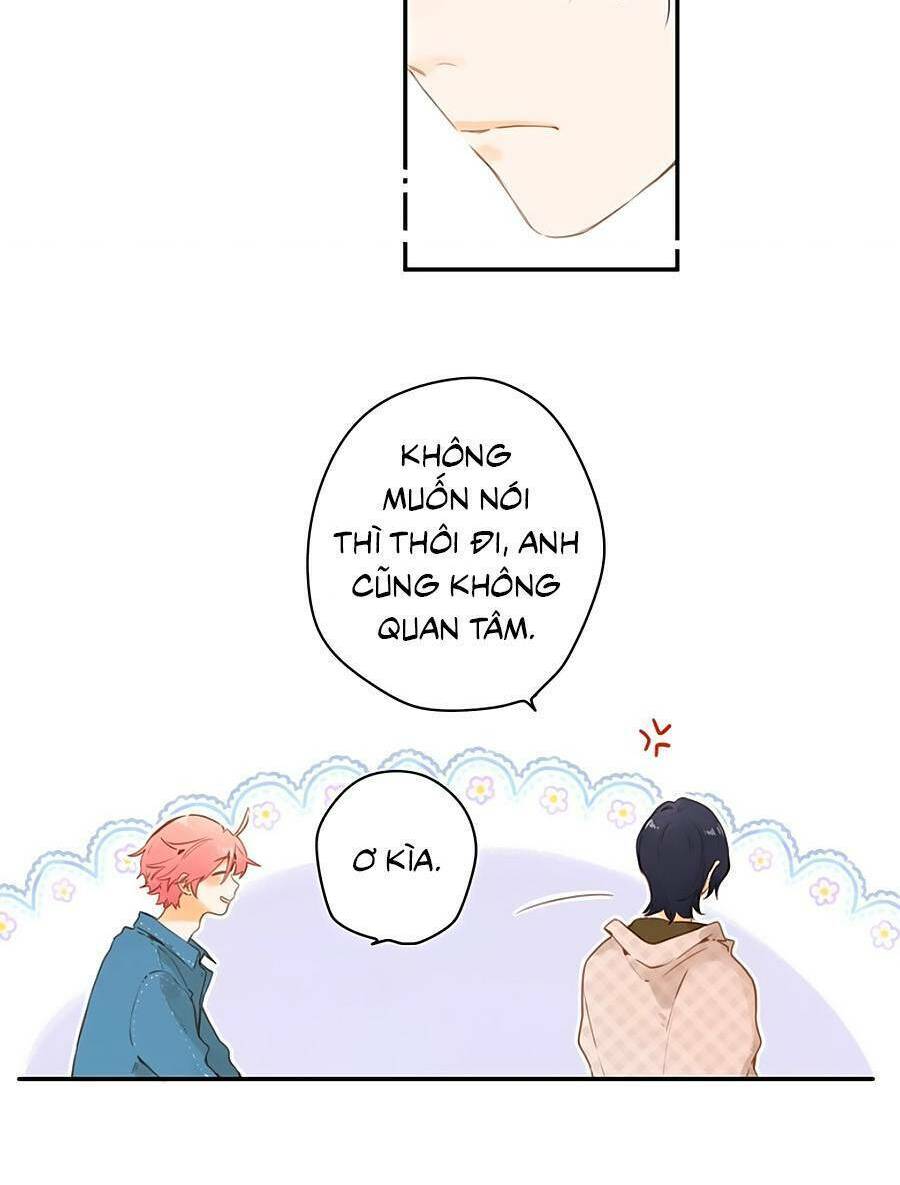 KHÔNG
MUỐN NÓI
THÌ THÔI ĐI, ANH
CŨNG KHÔNG
QUAN TÂM.
Ơ KÌA.